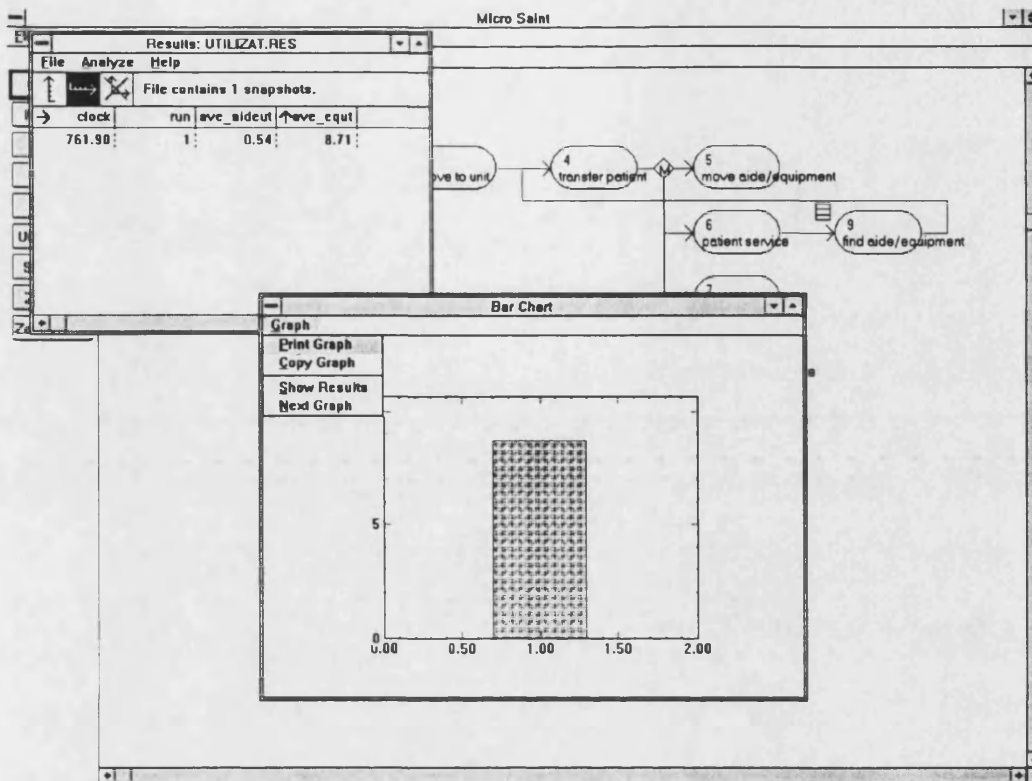 Micro Saint
Results: UTILIZAT.RES
File Analyze Help
File contains 1 snapshots.
clock run ave_aideut ave_equt
761.90 1 0.54 8.71
ve to unit
4
transfer patient
M
5
move aide/equipment
6
patient service
9
find aide/equipment
7
Bar Chart
Graph
Print Graph
Copy Graph
Show Results
Next Graph
5
0
0.00 0.50 1.00 1.50 2.00